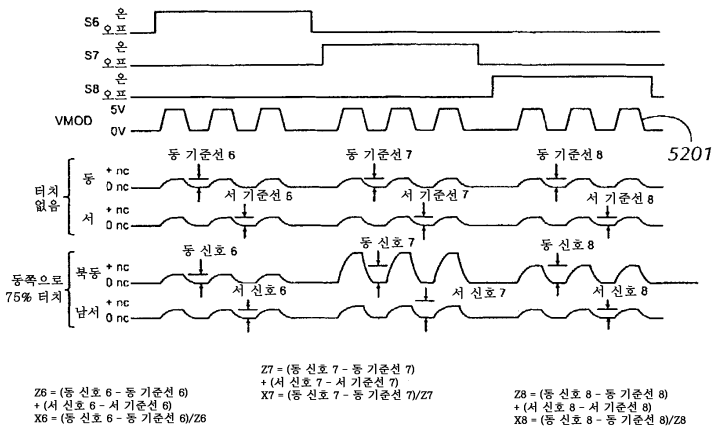 S6 온
오프
S7 온
오프
S8 온
오프
VMOD 5V
0V
5201
동 기준선 6
동 기준선 7
동 기준선 8
터치
없음
동 + nc
0 nc
서 기준선 6
서 기준선 7
서 기준선 8
서 + nc
0 nc
동 신호 6
동 신호 7
동 신호 8
동쪽으로
75% 터치
북동 + nc
0 nc
서 신호 6
서 신호 7
서 신호 8
남서 + nc
0 nc
Z6 = (동 신호 6 – 동 기준선 6)
+ (서 신호 6 – 서 기준선 6)
X6 = (동 신호 6 – 동 기준선 6)/Z6
Z7 = (동 신호 7 – 동 기준선 7)
+ (서 신호 7 – 서 기준선 7)
X7 = (동 신호 7 – 동 기준선 7)/Z7
Z8 = (동 신호 8 – 동 기준선 8)
+ (서 신호 8 – 서 기준선 8)
X8 = (동 신호 8 – 동 기준선 8)/Z8